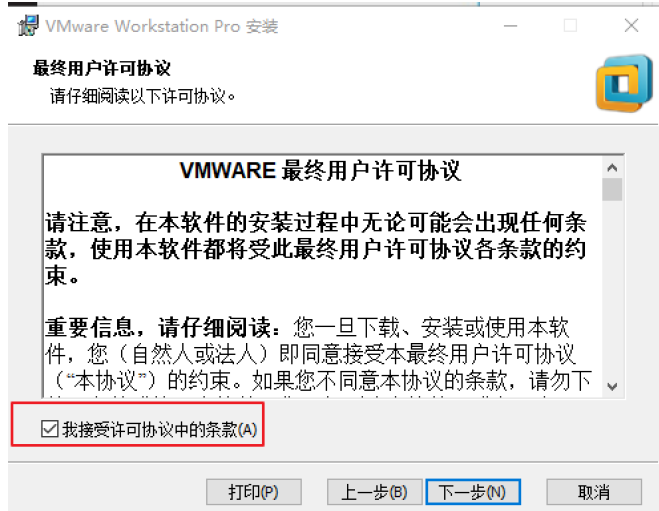 VMware Workstation Pro 安装
最终用户许可协议
请仔细阅读以下许可协议。
VMWARE 最终用户许可协议
请注意，在本软件的安装过程中无论可能会出现任何条
款，使用本软件都将受此最终用户许可协议各条款的约
束。
重要信息，请仔细阅读：您一旦下载、安装或使用本软
件，您（自然人或法人）即同意接受本最终用户许可协议
（“本协议”）的约束。如果您不同意本协议的条款，请勿下
我接受许可协议中的条款(A)
打印(P) 上一步(B) 下一步(N) 取消